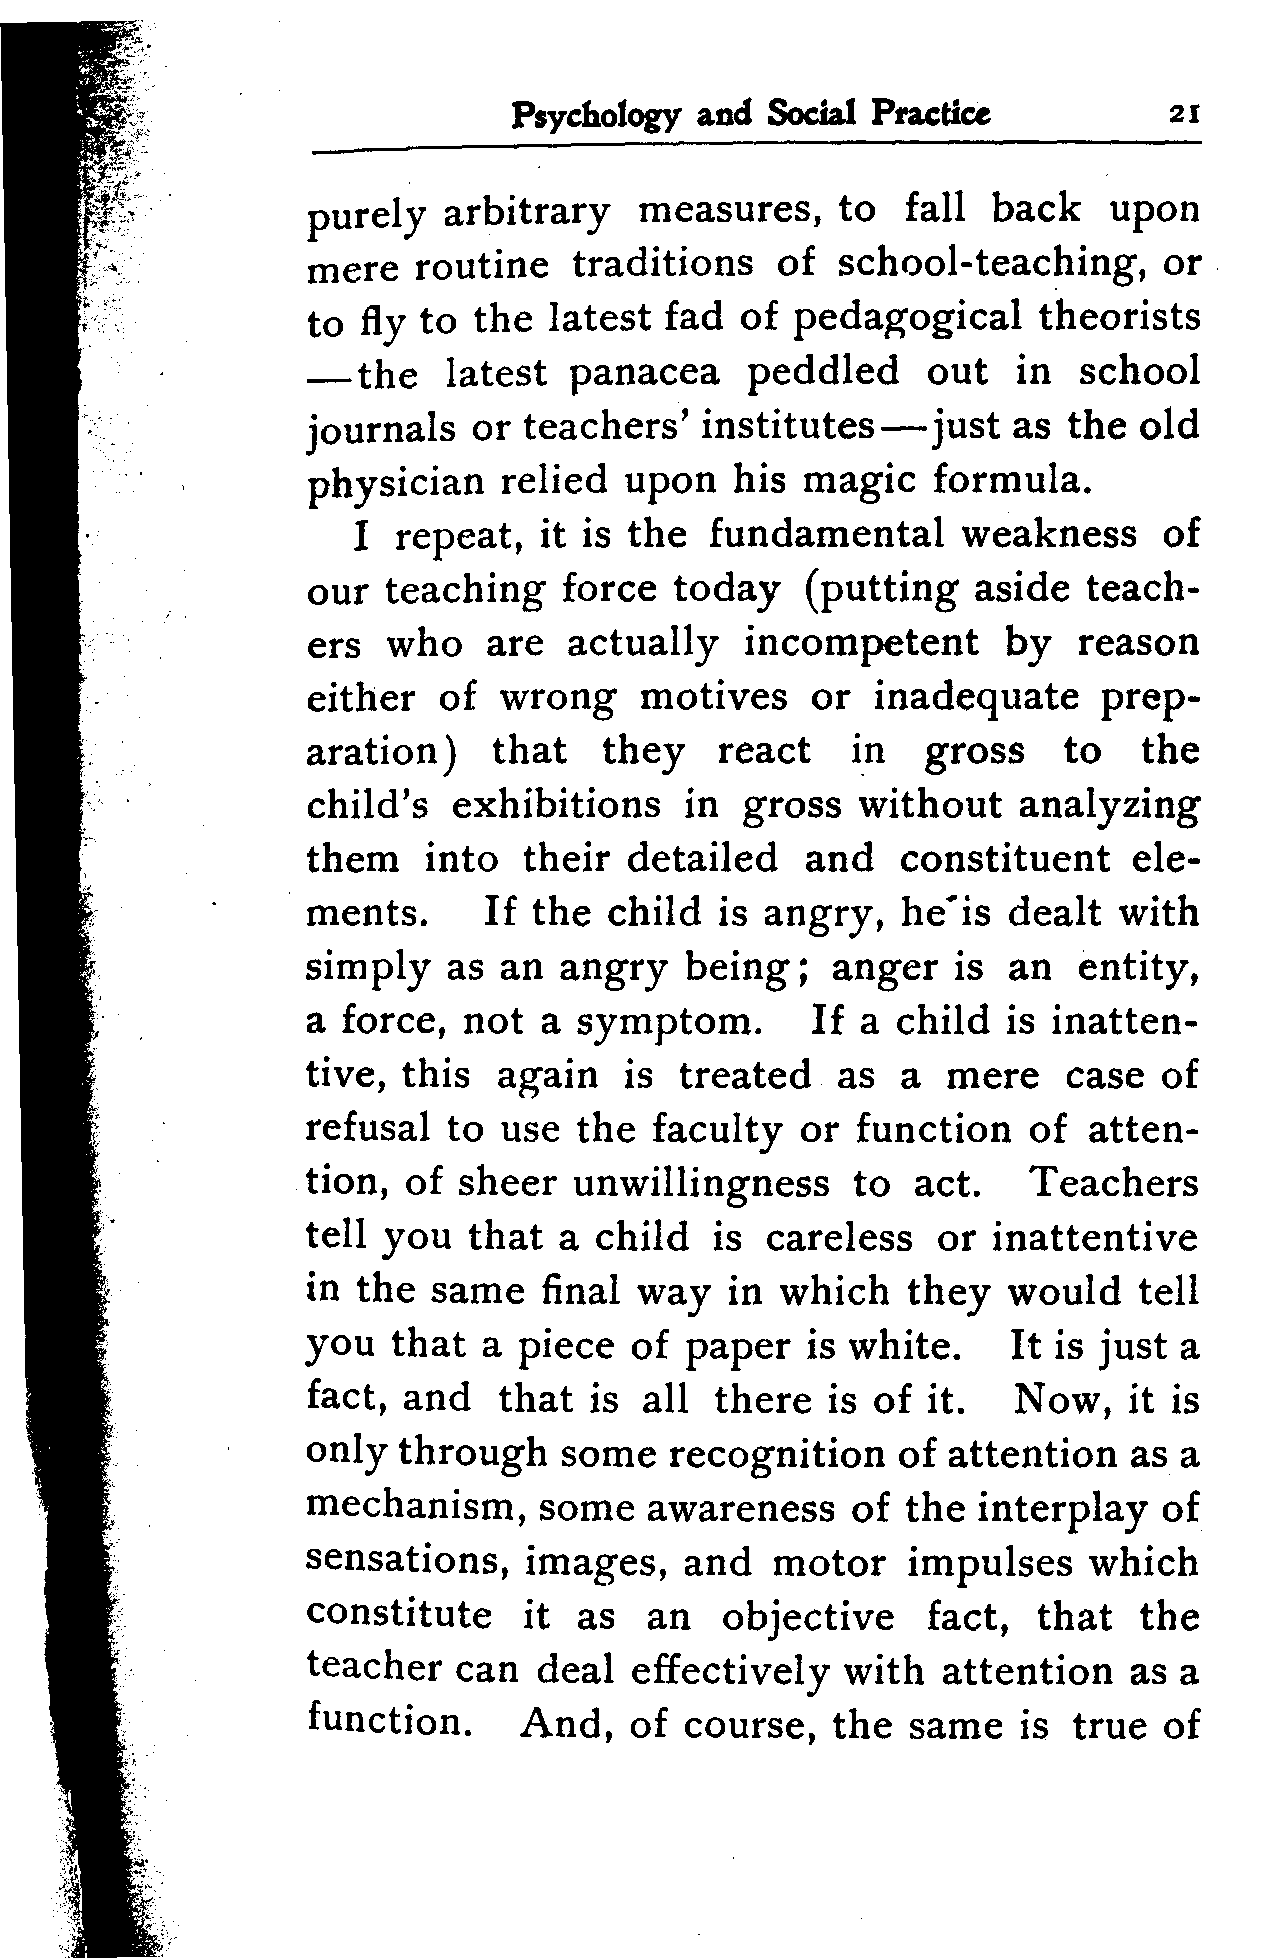 Psychology and Social Practice 21
purely arbitrary measures, to fall back upon
mere routine traditions of school-teaching, or
to fly to the latest fad of pedagogical theorists
—the latest panacea peddled out in school
journals or teachers' institutes—just as the old
physician relied upon his magic formula.
I repeat, it is the fundamental weakness of
our teaching force today (putting aside teach-
ers who are actually incompetent by reason
either of wrong motives or inadequate prep-
aration) that they react in gross to the
child's exhibitions in gross without analyzing
them into their detailed and constituent ele-
ments. If the child is angry, he is dealt with
simply as an angry being; anger is an entity,
a force, not a symptom. If a child is inatten-
tive, this again is treated as a mere case of
refusal to use the faculty or function of atten-
tion, of sheer unwillingness to act. Teachers
tell you that a child is careless or inattentive
in the same final way in which they would tell
you that a piece of paper is white. It is just a
fact, and that is all there is of it. Now, it is
only through some recognition of attention as a
mechanism, some awareness of the interplay of
sensations, images, and motor impulses which
constitute it as an objective fact, that the
teacher can deal effectively with attention as a
function. And, of course, the same is true of